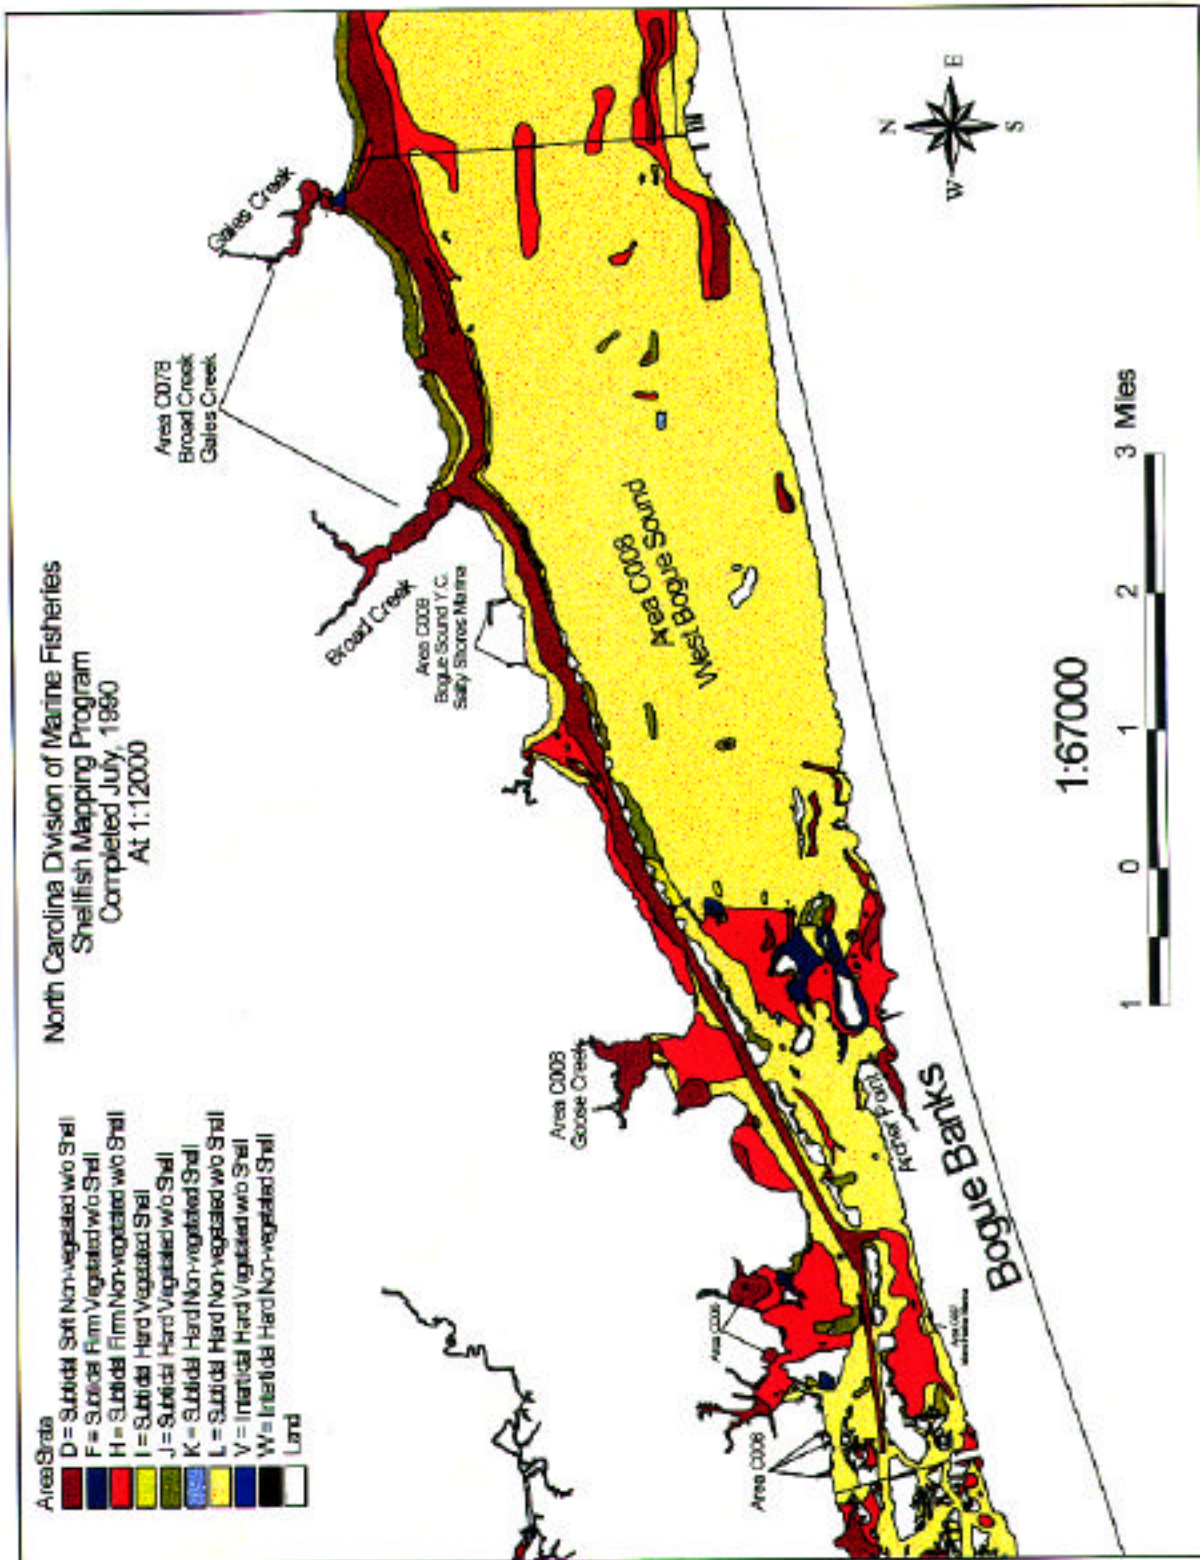 North Carolina Division of Marine Fisheries
Shellfish Mapping Program
Completed July, 1990
At 1:12000
Area Strata
D = Subtidal Soft Non-vegetated w/o Shell
F = Subtidal Firm Vegetated w/o Shell
H = Subtidal Firm Non-vegetated w/o Shell
I = Subtidal Hard Vegetated Shell
J = Subtidal Hard Vegetated w/o Shell
K = Subtidal Hard Non-vegetated Shell
L = Subtidal Hard Non-vegetated w/o Shell
V = Intertidal Hard Vegetated w/o Shell
W = Intertidal Hard Non-vegetated Shell
Land
Area C078
Broad Creek
Gales Creek
Gales Creek
Broad Creek
Area C008
Bogue Sound Y.C.
Salty Shores Marina
Area C008
West Bogue Sound
Area C008
Goose Creek
Area C008
Area C008
Archer Point
Bogue Banks
N
E
S
W
1:67000
1 0 1 2 3 Miles